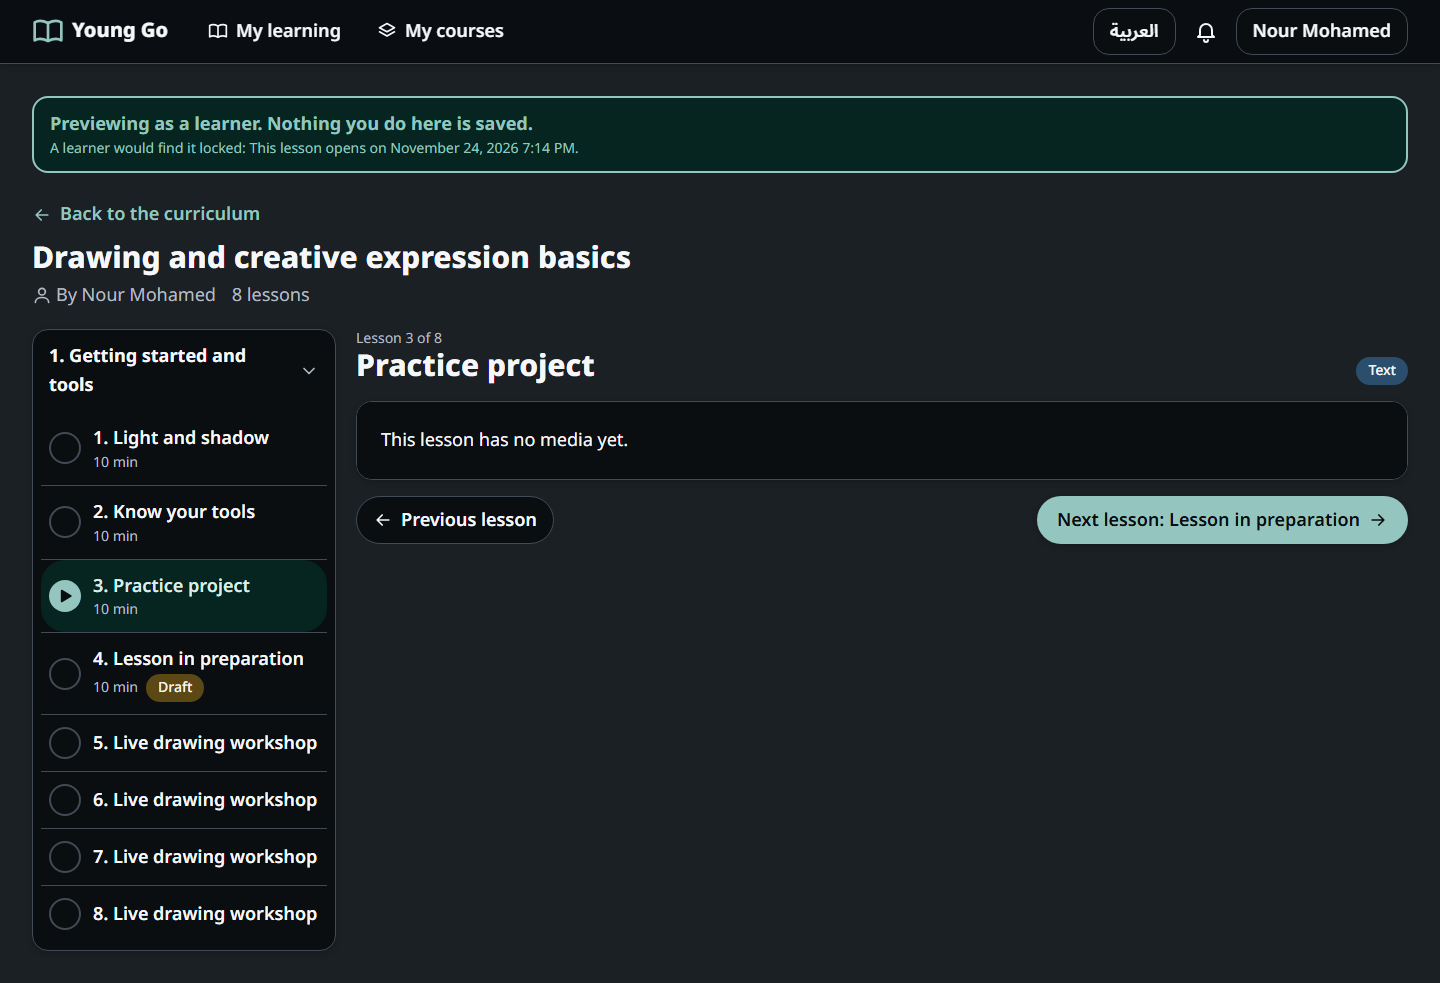 Young Go
My learning
My courses
العربية
Nour Mohamed
Previewing as a learner. Nothing you do here is saved.
A learner would find it locked: This lesson opens on November 24, 2026 7:14 PM.
Back to the curriculum
Drawing and creative expression basics
By Nour Mohamed 8 lessons
1. Getting started and
tools
1. Light and shadow
10 min
2. Know your tools
10 min
3. Practice project
10 min
4. Lesson in preparation
10 min Draft
5. Live drawing workshop
6. Live drawing workshop
7. Live drawing workshop
8. Live drawing workshop
Lesson 3 of 8
Practice project
Text
This lesson has no media yet.
Previous lesson
Next lesson: Lesson in preparation